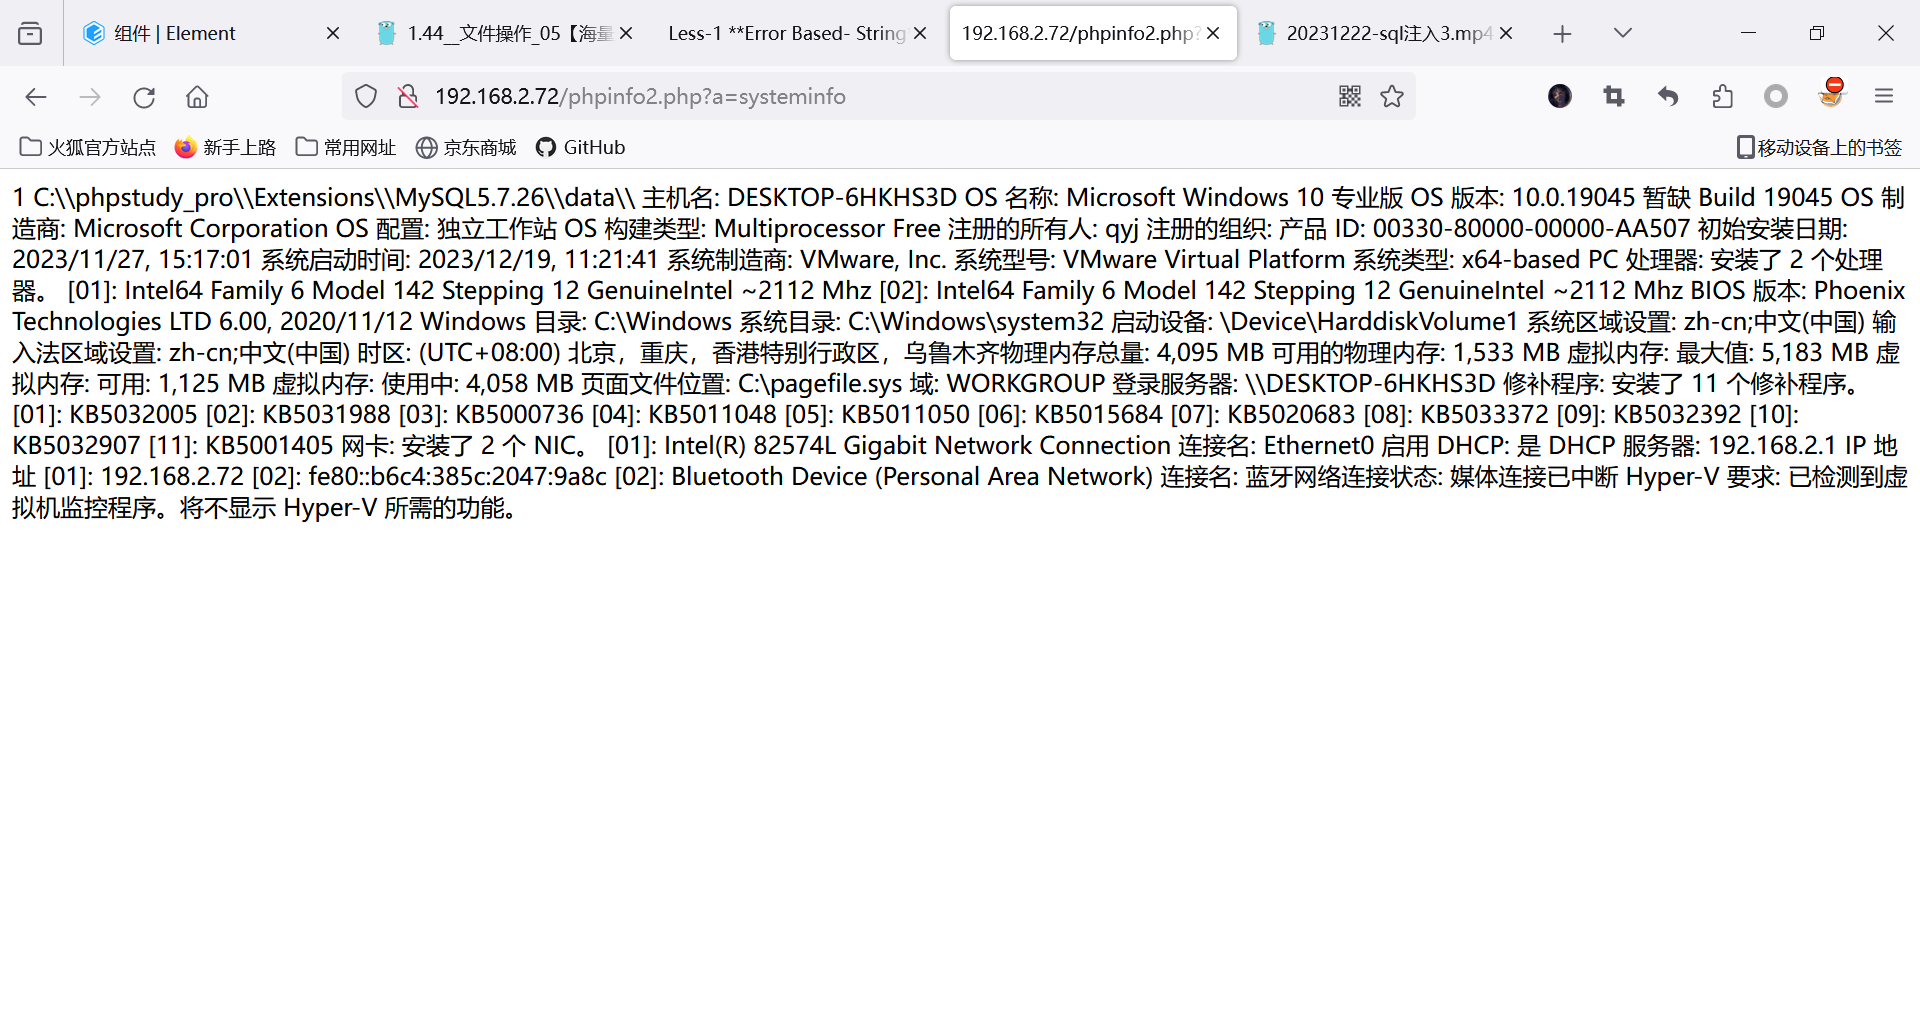 组件 | Element
1.44__文件操作_05【海量
Less-1 **Error Based- String
192.168.2.72/phpinfo2.php?
20231222-sql注入3.mp4
192.168.2.72/phpinfo2.php?a=systeminfo
火狐官方站点
新手上路
常用网址
京东商城
GitHub
移动设备上的书签
1 C:\\phpstudy_pro\\Extensions\\MySQL5.7.26\\data\\ 主机名: DESKTOP-6HKHS3D OS 名称: Microsoft Windows 10 专业版 OS 版本: 10.0.19045 暂缺 Build 19045 OS 制
造商: Microsoft Corporation OS 配置: 独立工作站 OS 构建类型: Multiprocessor Free 注册的所有人: qyj 注册的组织: 产品 ID: 00330-80000-00000-AA507 初始安装日期:
2023/11/27, 15:17:01 系统启动时间: 2023/12/19, 11:21:41 系统制造商: VMware, Inc. 系统型号: VMware Virtual Platform 系统类型: x64-based PC 处理器: 安装了 2 个处理
器。 [01]: Intel64 Family 6 Model 142 Stepping 12 GenuineIntel ~2112 Mhz [02]: Intel64 Family 6 Model 142 Stepping 12 GenuineIntel ~2112 Mhz BIOS 版本: Phoenix
Technologies LTD 6.00, 2020/11/12 Windows 目录: C:\Windows 系统目录: C:\Windows\system32 启动设备: \Device\HarddiskVolume1 系统区域设置: zh-cn;中文(中国) 输
入法区域设置: zh-cn;中文(中国) 时区: (UTC+08:00) 北京，重庆，香港特别行政区，乌鲁木齐物理内存总量: 4,095 MB 可用的物理内存: 1,533 MB 虚拟内存: 最大值: 5,183 MB 虚
拟内存: 可用: 1,125 MB 虚拟内存: 使用中: 4,058 MB 页面文件位置: C:\pagefile.sys 域: WORKGROUP 登录服务器: \\DESKTOP-6HKHS3D 修补程序: 安装了 11 个修补程序。
[01]: KB5032005 [02]: KB5031988 [03]: KB5000736 [04]: KB5011048 [05]: KB5011050 [06]: KB5015684 [07]: KB5020683 [08]: KB5033372 [09]: KB5032392 [10]:
KB5032907 [11]: KB5001405 网卡: 安装了 2 个 NIC。 [01]: Intel(R) 82574L Gigabit Network Connection 连接名: Ethernet0 启用 DHCP: 是 DHCP 服务器: 192.168.2.1 IP 地
址 [01]: 192.168.2.72 [02]: fe80::b6c4:385c:2047:9a8c [02]: Bluetooth Device (Personal Area Network) 连接名: 蓝牙网络连接状态: 媒体连接已中断 Hyper-V 要求: 已检测到虚
拟机监控程序。将不显示 Hyper-V 所需的功能。